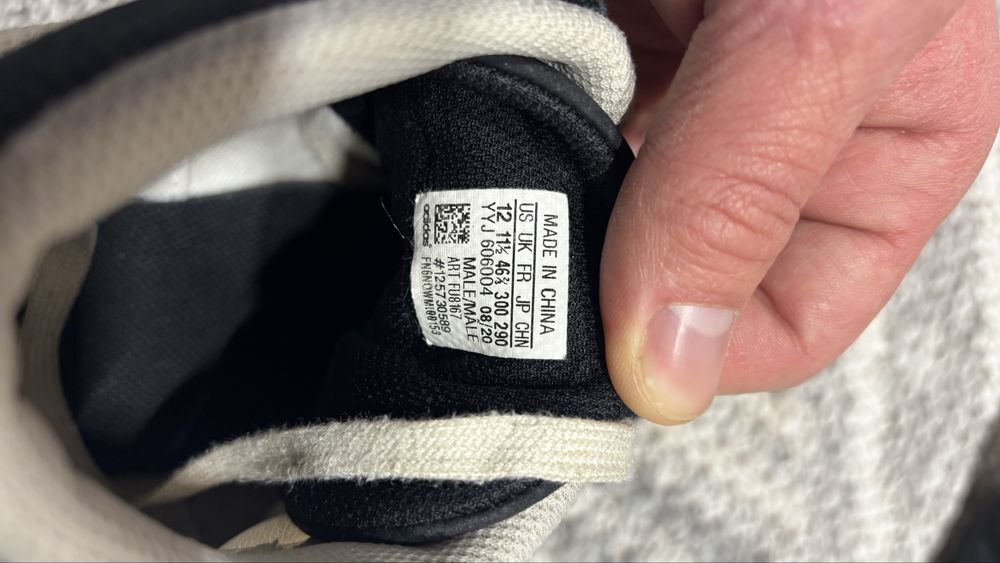 MADE IN CHINA
US UK FR JP CHN
12 11½ 46⅔ 300 290
YYJ 606004 08/20
MALE/MALE
ART FU8167
#125730589
adidas